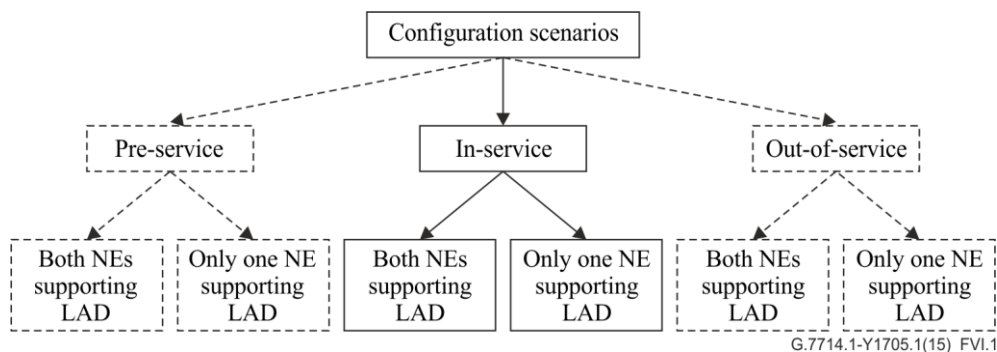 Configuration scenarios
Pre-service
In-service
Out-of-service
Both NEs
supporting
LAD
Only one NE
supporting
LAD
Both NEs
supporting
LAD
Only one NE
supporting
LAD
Both NEs
supporting
LAD
Only one NE
supporting
LAD
G.7714.1-Y1705.1(15) FVI.1